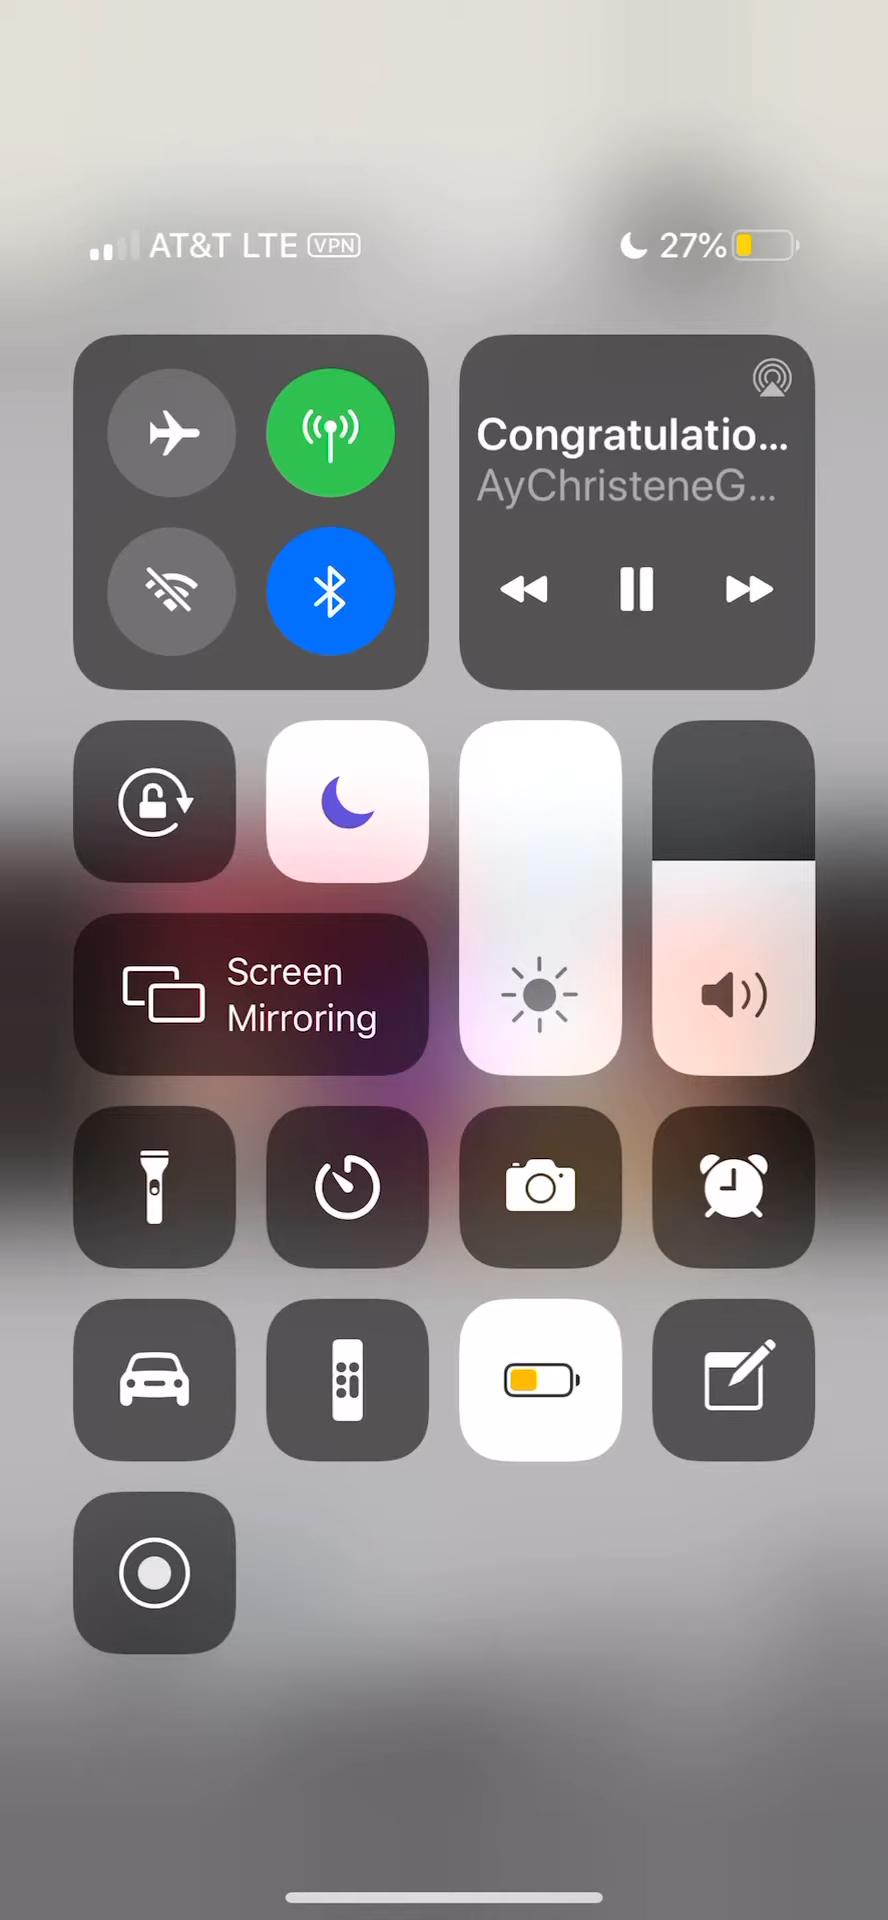 AT&T LTE VPN
27%
Congratulatio...
AyChristeneG...
Screen
Mirroring